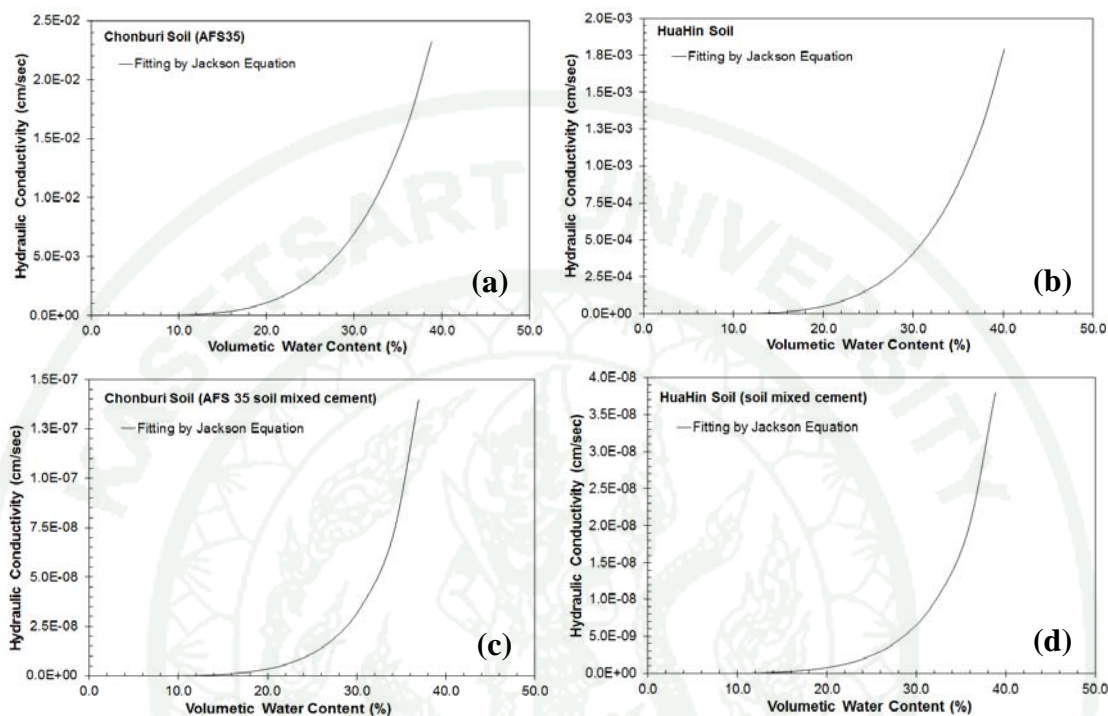 Chonburi Soil (AFS35)
Fitting by Jackson Equation
Hydraulic Conductivity (cm/sec)
2.5E-02
2.0E-02
1.5E-02
1.0E-02
5.0E-03
0.0E+00
0.0 10.0 20.0 30.0 40.0 50.0
Volumetic Water Content (%)
(a)
HuaHin Soil
Fitting by Jackson Equation
Hydraulic Conductivity (cm/sec)
2.0E-03
1.8E-03
1.5E-03
1.3E-03
1.0E-03
7.5E-04
5.0E-04
2.5E-04
0.0E+00
0.0 10.0 20.0 30.0 40.0 50.0
Volumetic Water Content (%)
(b)
Chonburi Soil (AFS 35 soil mixed cement)
Fitting by Jackson Equation
Hydraulic Conductivity (cm/sec)
1.5E-07
1.3E-07
1.0E-07
7.5E-08
5.0E-08
2.5E-08
0.0E+00
0.0 10.0 20.0 30.0 40.0 50.0
Volumetic Water Content (%)
(c)
HuaHin Soil (soil mixed cement)
Fitting by Jackson Equation
Hydraulic Conductivity (cm/sec)
4.0E-08
3.5E-08
3.0E-08
2.5E-08
2.0E-08
1.5E-08
1.0E-08
5.0E-09
0.0E+00
0.0 10.0 20.0 30.0 40.0 50.0
Volumetic Water Content (%)
(d)
KASETSART UNIVERSITY